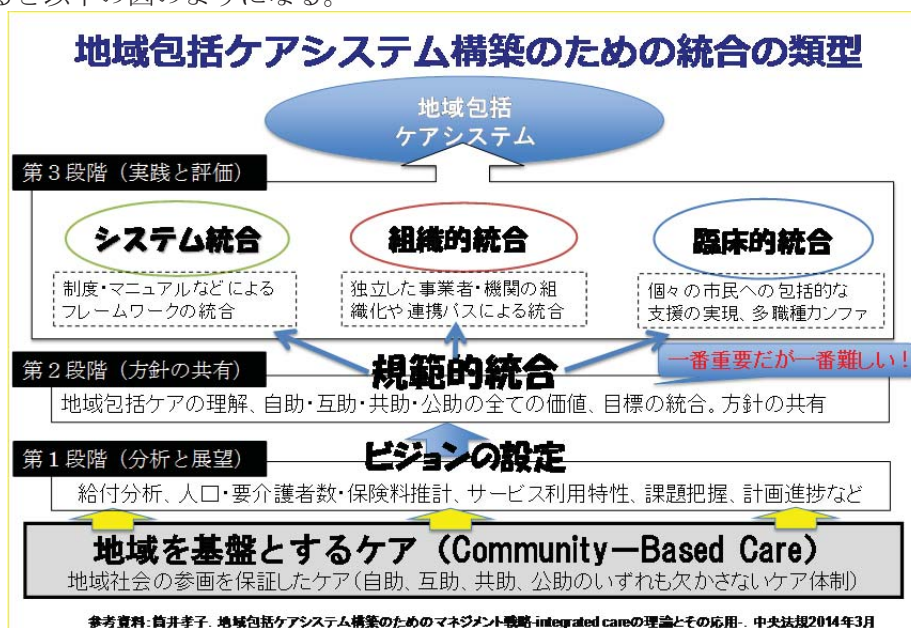 ると以下の図のようになる。
地域包括ケアシステム構築のための統合の類型
地域包括
ケアシステム
第3段階（実践と評価）
システム統合
組織的統合
臨床的統合
制度・マニュアルなどによる
フレームワークの統合
独立した事業者・機関の組
織化や連携パスによる統合
個々の市民への包括的な
支援の実現、多職種カンファ
第2段階（方針の共有）
規範的統合
一番重要だが一番難しい！
地域包括ケアの理解、自助・互助・共助・公助の全ての価値、目標の統合。方針の共有
第1段階（分析と展望）
ビジョンの設定
給付分析、人口・要介護者数・保険料推計、サービス利用特性、課題把握、計画進捗など
地域を基盤とするケア（Community－Based Care）
地域社会の参画を保証したケア（自助、互助、共助、公助のいずれも欠かさないケア体制）
参考資料：筒井孝子. 地域包括ケアシステム構築のためのマネジメント戦略-integrated careの理論とその応用-. 中央法規2014年3月